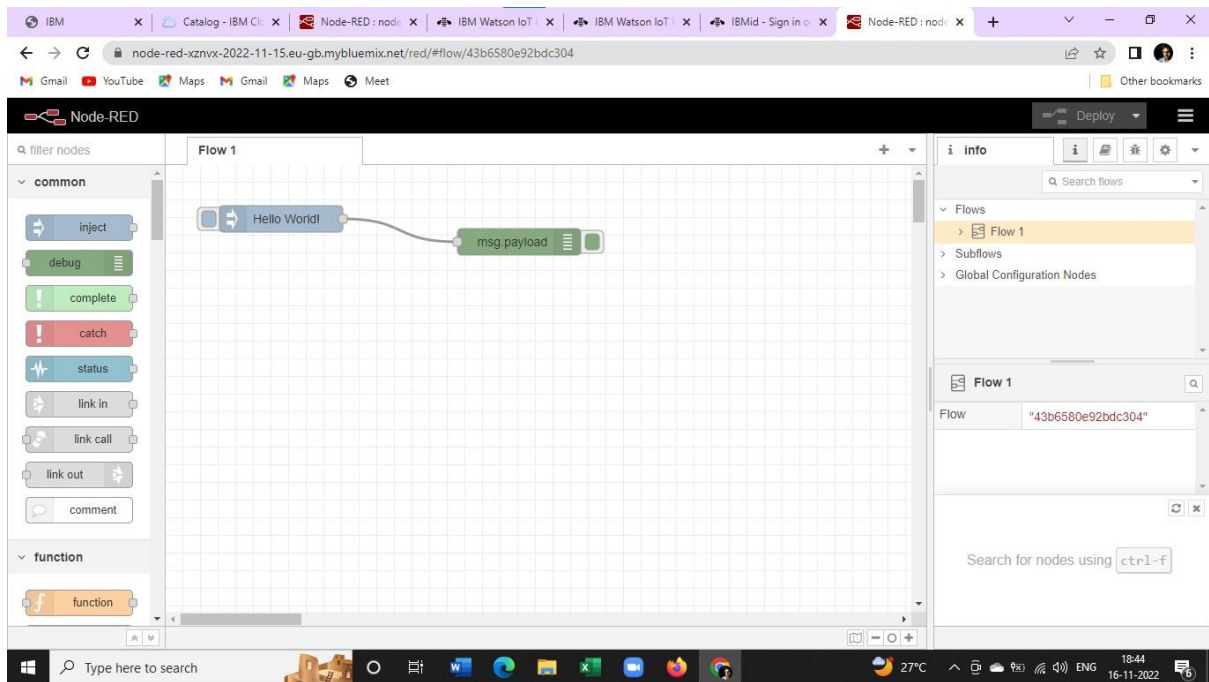 IBM
Catalog - IBM Clo
Node-RED : node
IBM Watson IoT
IBM Watson IoT
IBMid - Sign in o
Node-RED : node
node-red-xznvx-2022-11-15.eu-gb.mybluemix.net/red/#flow/43b6580e92bdc304
Gmail YouTube Maps Gmail Maps Meet Other bookmarks
Node-RED Deploy
filter nodes
Flow 1
info
i
Search flows
common
inject
debug
complete
catch
status
link in
link call
link out
comment
function
function
Hello World!
msg.payload
Flows
Flow 1
Subflows
Global Configuration Nodes
Flow 1
Flow "43b6580e92bdc304"
Search for nodes using ctrl-f
Type here to search
27°C ENG 18:44
16-11-2022
6